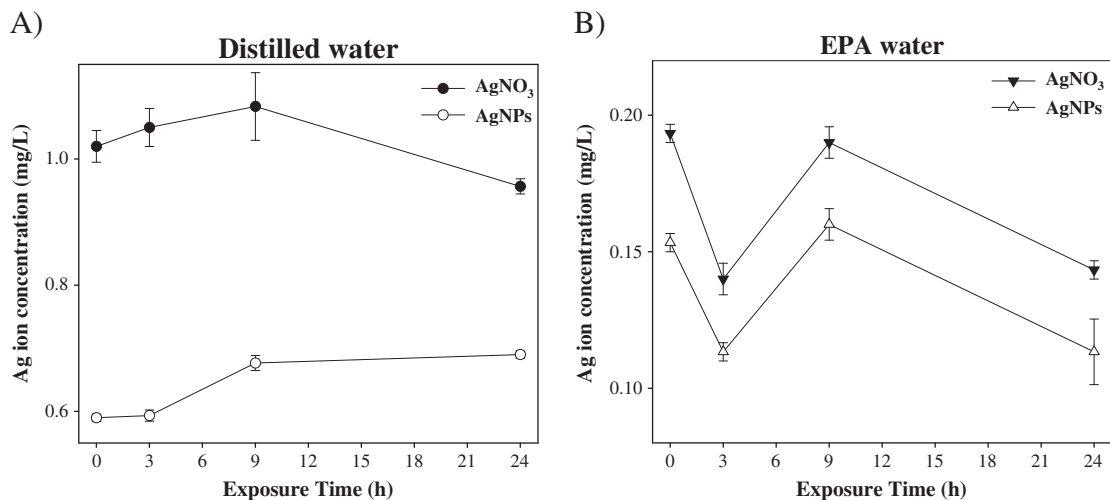 A)
Distilled water
AgNO₃
AgNPs
Ag ion concentration (mg/L)
1.0
0.8
0.6
0 3 9 12 15 18 21 24
Exposure Time (h)
B)
EPA water
AgNO₃
AgNPs
Ag ion concentration (mg/L)
0.20
0.15
0.10
0 3 9 12 15 18 21 24
Exposure Time (h)